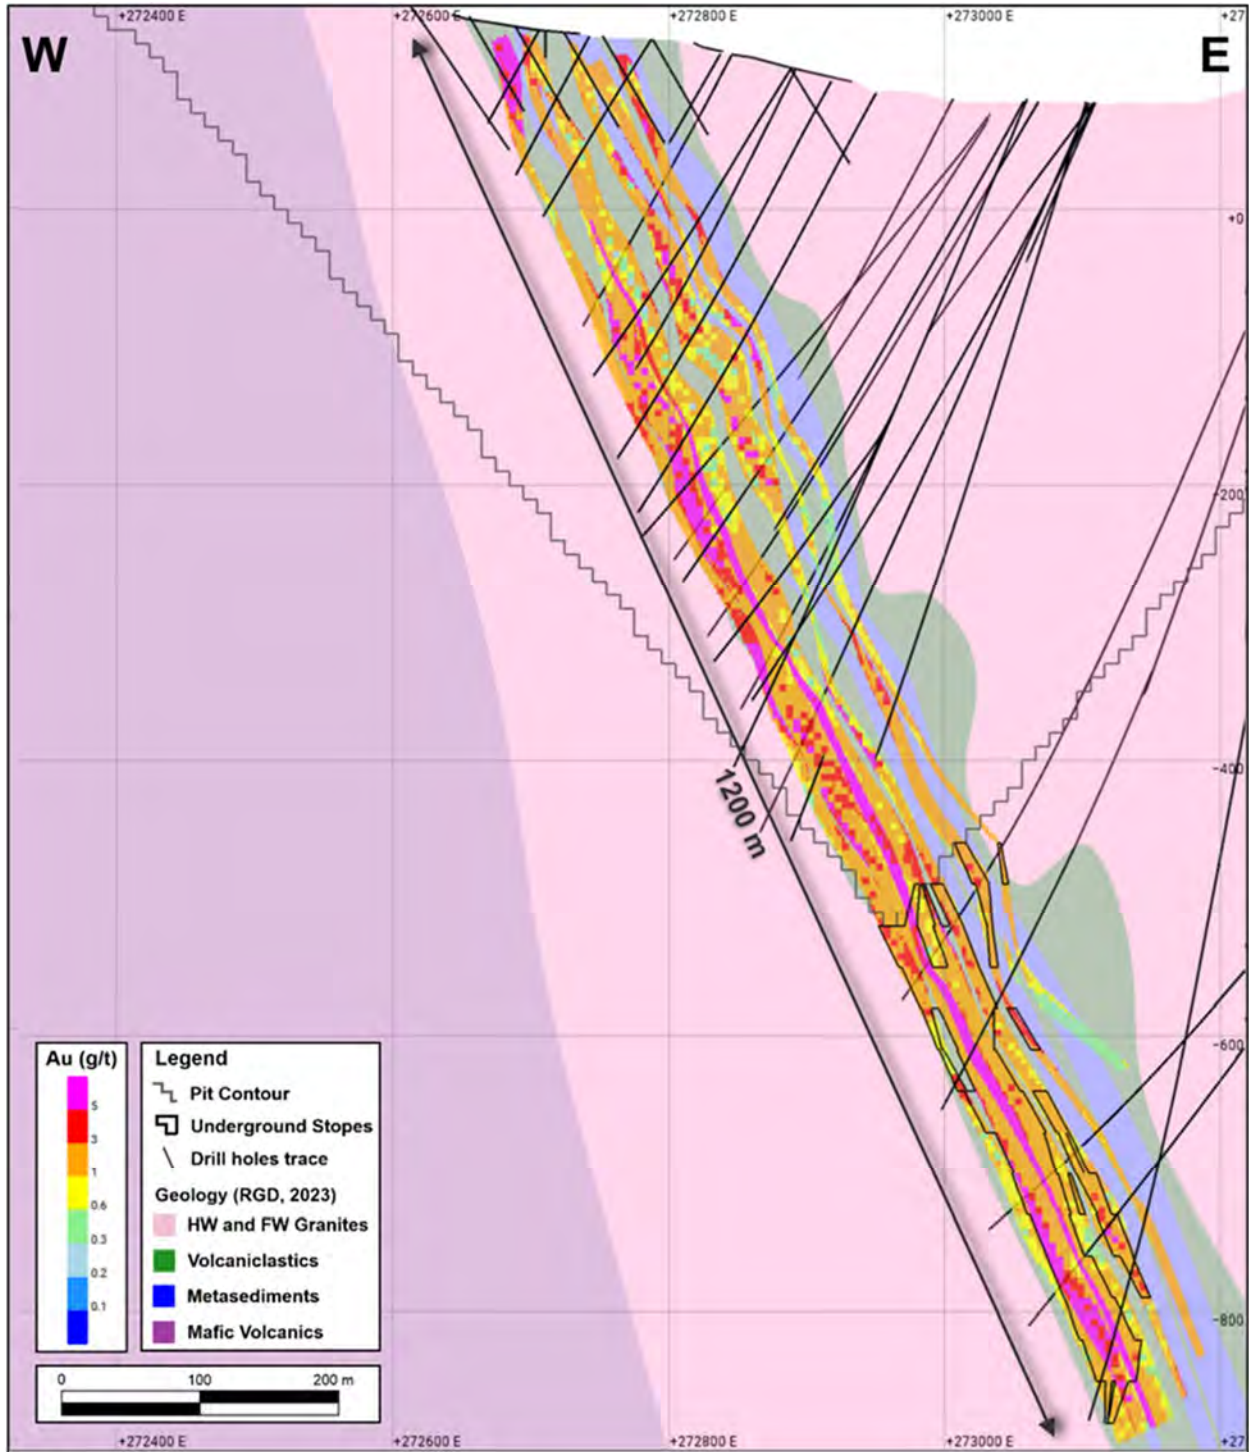 +272400 E
+272600 E
+272800 E
+273000 E
+27
W
E
+0
-200
-400
1200 m
-600
-800
Au (g/t)
5
3
1
0.6
0.3
0.2
0.1
Legend
Pit Contour
Underground Stopes
Drill holes trace
Geology (RGD, 2023)
HW and FW Granites
Volcaniclastics
Metasediments
Mafic Volcanics
0
100
200 m
+272400 E
+272600 E
+272800 E
+273000 E
+27